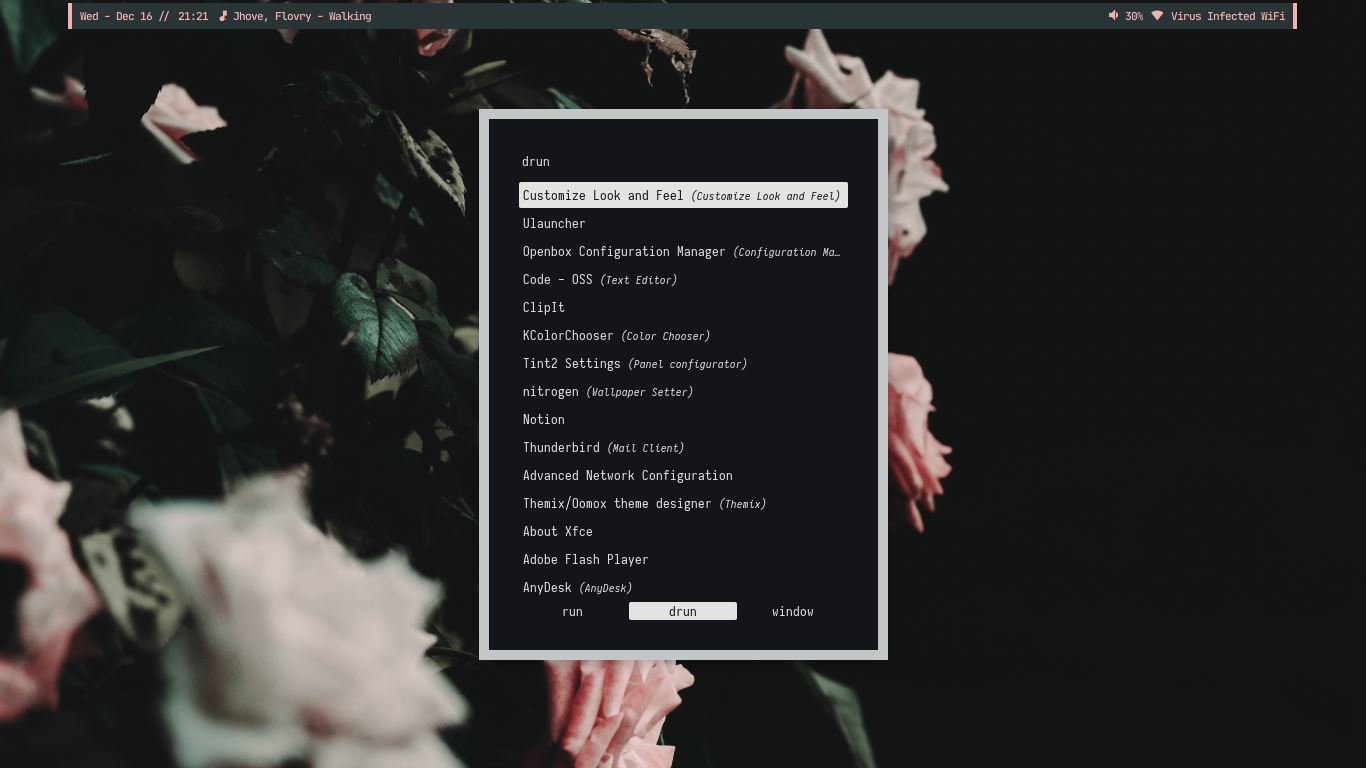 Wed - Dec 16 // 21:21 Jhove, Flovry - Walking 30% Virus Infected WiFi
drun
Customize Look and Feel (Customize Look and Feel)
Ulauncher
Openbox Configuration Manager (Configuration Ma…
Code - OSS (Text Editor)
ClipIt
KColorChooser (Color Chooser)
Tint2 Settings (Panel configurator)
nitrogen (Wallpaper Setter)
Notion
Thunderbird (Mail Client)
Advanced Network Configuration
Themix/Oomox theme designer (Themix)
About Xfce
Adobe Flash Player
AnyDesk (AnyDesk)
run drun window